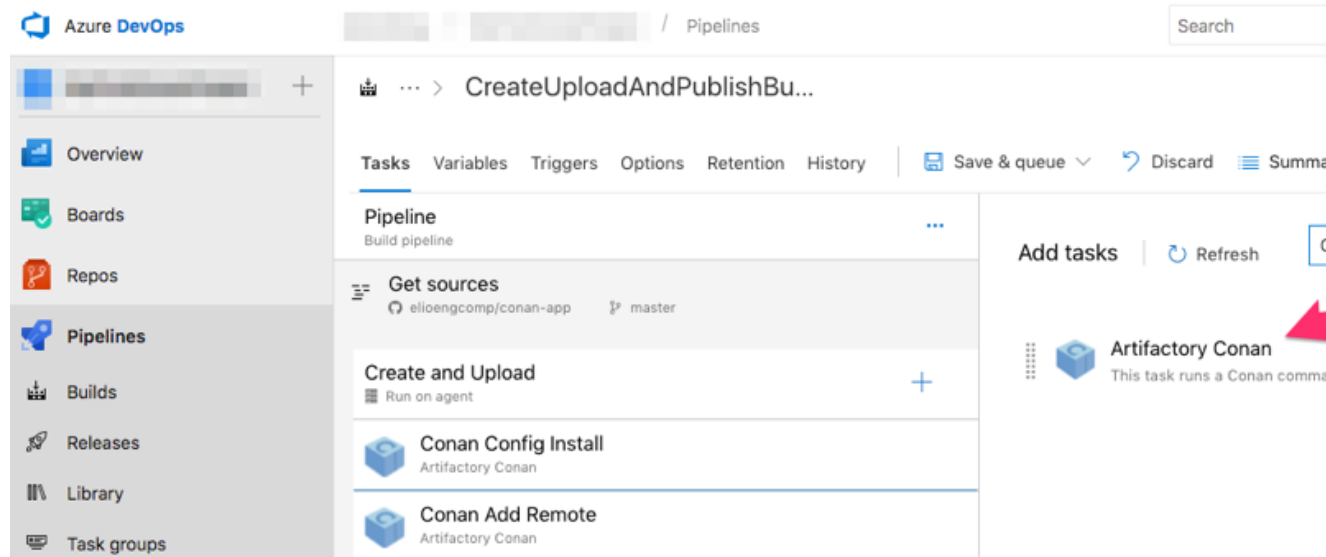 Azure DevOps
/ Pipelines
Search
+
... > CreateUploadAndPublishBu...
Overview
Boards
Repos
Pipelines
Builds
Releases
Library
Task groups
Tasks Variables Triggers Options Retention History
Save & queue Discard Summa
Pipeline
Build pipeline
...
Get sources
elioengcomp/conan-app master
Create and Upload
Run on agent
+
Conan Config Install
Artifactory Conan
Conan Add Remote
Artifactory Conan
Add tasks Refresh
Artifactory Conan
This task runs a Conan comma